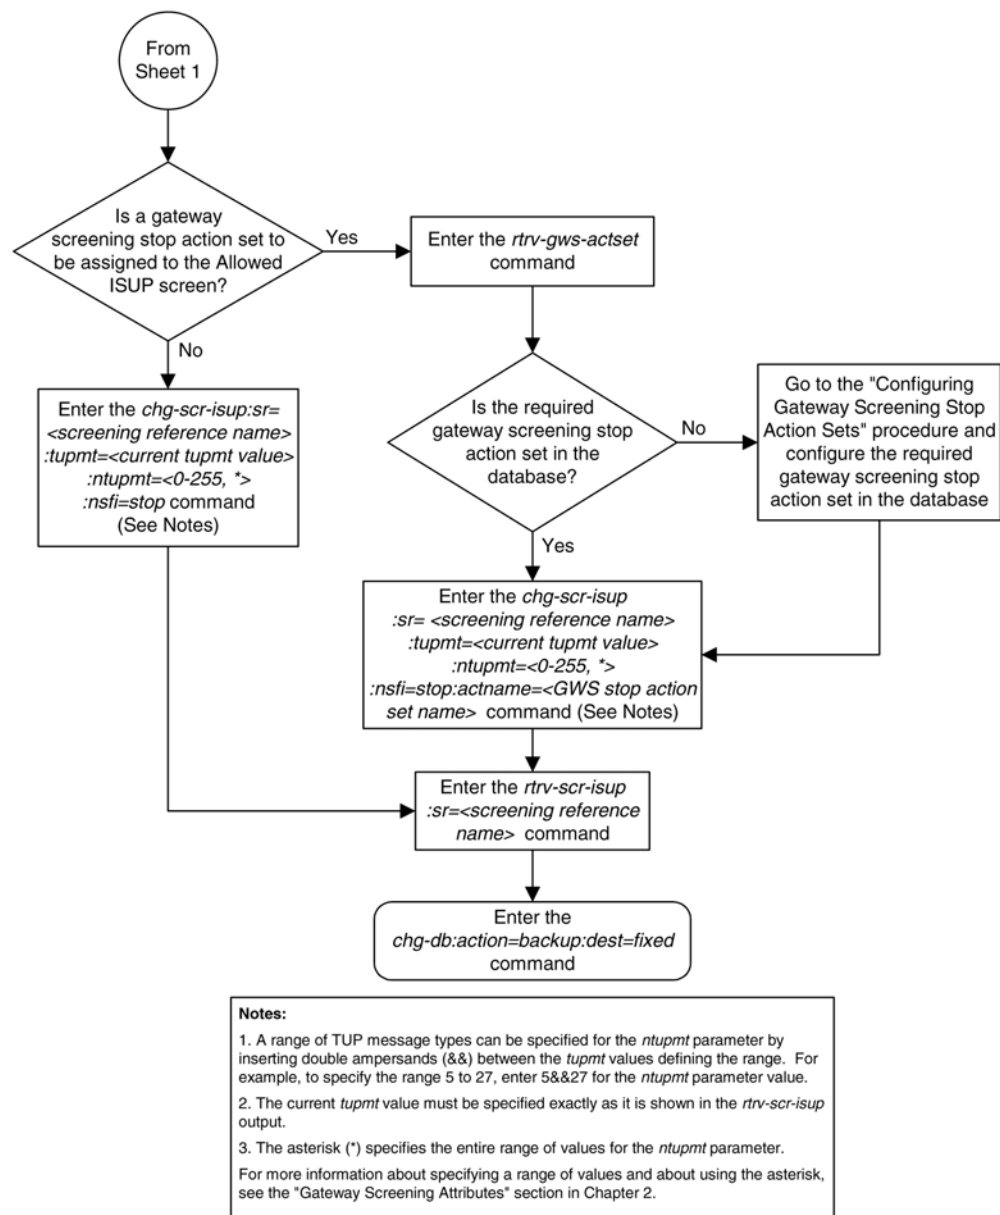 From
Sheet 1
Is a gateway
screening stop action set to
be assigned to the Allowed
ISUP screen?
Yes
Enter the rtrv-gws-actset
command
No
Enter the chg-scr-isup:sr=
<screening reference name>
:tupmt=<current tupmt value>
:ntupmt=<0-255, *>
:nsfi=stop command
(See Notes)
Is the required
gateway screening stop
action set in the
database?
No
Go to the "Configuring
Gateway Screening Stop
Action Sets" procedure and
configure the required
gateway screening stop
action set in the database
Yes
Enter the chg-scr-isup
:sr= <screening reference name>
:tupmt=<current tupmt value>
:ntupmt=<0-255, *>
:nsfi=stop:actname=<GWS stop action
set name> command (See Notes)
Enter the rtrv-scr-isup
:sr=<screening reference
name> command
Enter the
chg-db:action=backup:dest=fixed
command
Notes:
1. A range of TUP message types can be specified for the ntupmt parameter by
inserting double ampersands (&&) between the tupmt values defining the range. For
example, to specify the range 5 to 27, enter 5&&27 for the ntupmt parameter value.
2. The current tupmt value must be specified exactly as it is shown in the rtrv-scr-isup
output.
3. The asterisk (*) specifies the entire range of values for the ntupmt parameter.
For more information about specifying a range of values and about using the asterisk,
see the "Gateway Screening Attributes" section in Chapter 2.